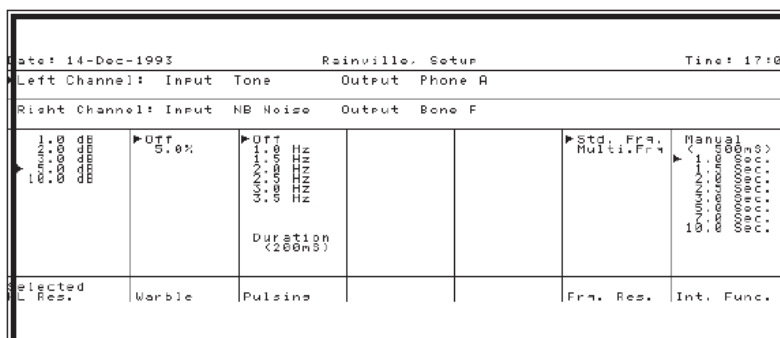 Date: 14-Dec-1993 Rainville, Setup Time: 17:0
Left Channel: Input Tone Output Phone A
Right Channel: Input NB Noise Output Bone F
1.0 dB
2.0 dB
3.0 dB
5.0 dB
10.0 dB
Selected
HL Res.
Off
5.0%
Warble
Off
1.0 Hz
1.5 Hz
2.0 Hz
2.5 Hz
3.0 Hz
3.5 Hz
Duration
(200mS)
Pulsing
Std. Frq.
Multi.Frq
Frq. Res.
Manual
( 500mS)
1.0 Sec.
1.5 Sec.
2.0 Sec.
2.5 Sec.
3.0 Sec.
5.0 Sec.
7.0 Sec.
10.0 Sec.
Int. Func.